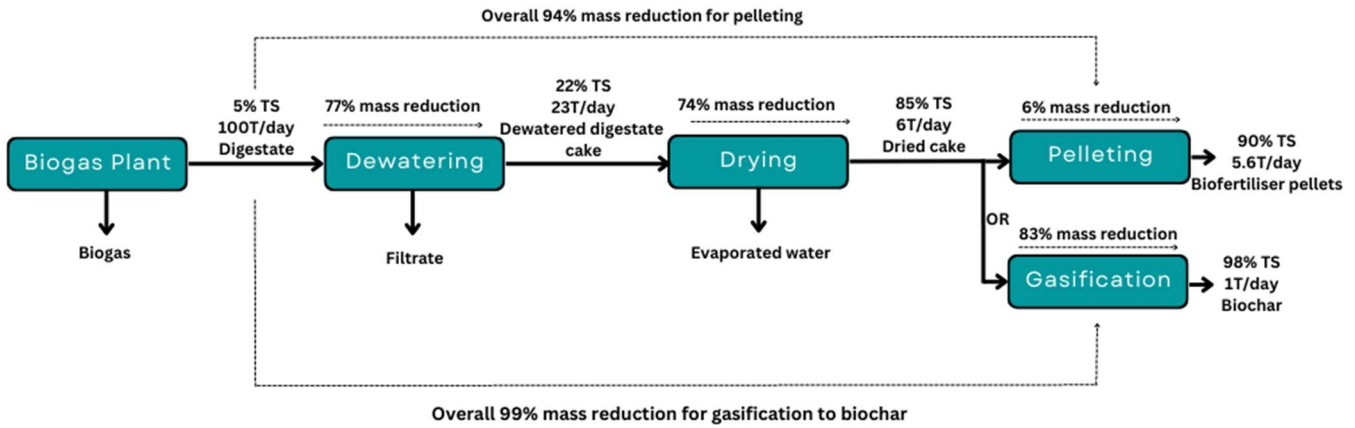 Overall 94% mass reduction for pelleting
5% TS
100T/day
Digestate
77% mass reduction
22% TS
23T/day
Dewatered digestate
cake
74% mass reduction
85% TS
6T/day
Dried cake
6% mass reduction
Biogas Plant
Dewatering
Drying
Pelleting
90% TS
5.6T/day
Biofertiliser pellets
Biogas
Filtrate
Evaporated water
OR
83% mass reduction
Gasification
98% TS
1T/day
Biochar
Overall 99% mass reduction for gasification to biochar